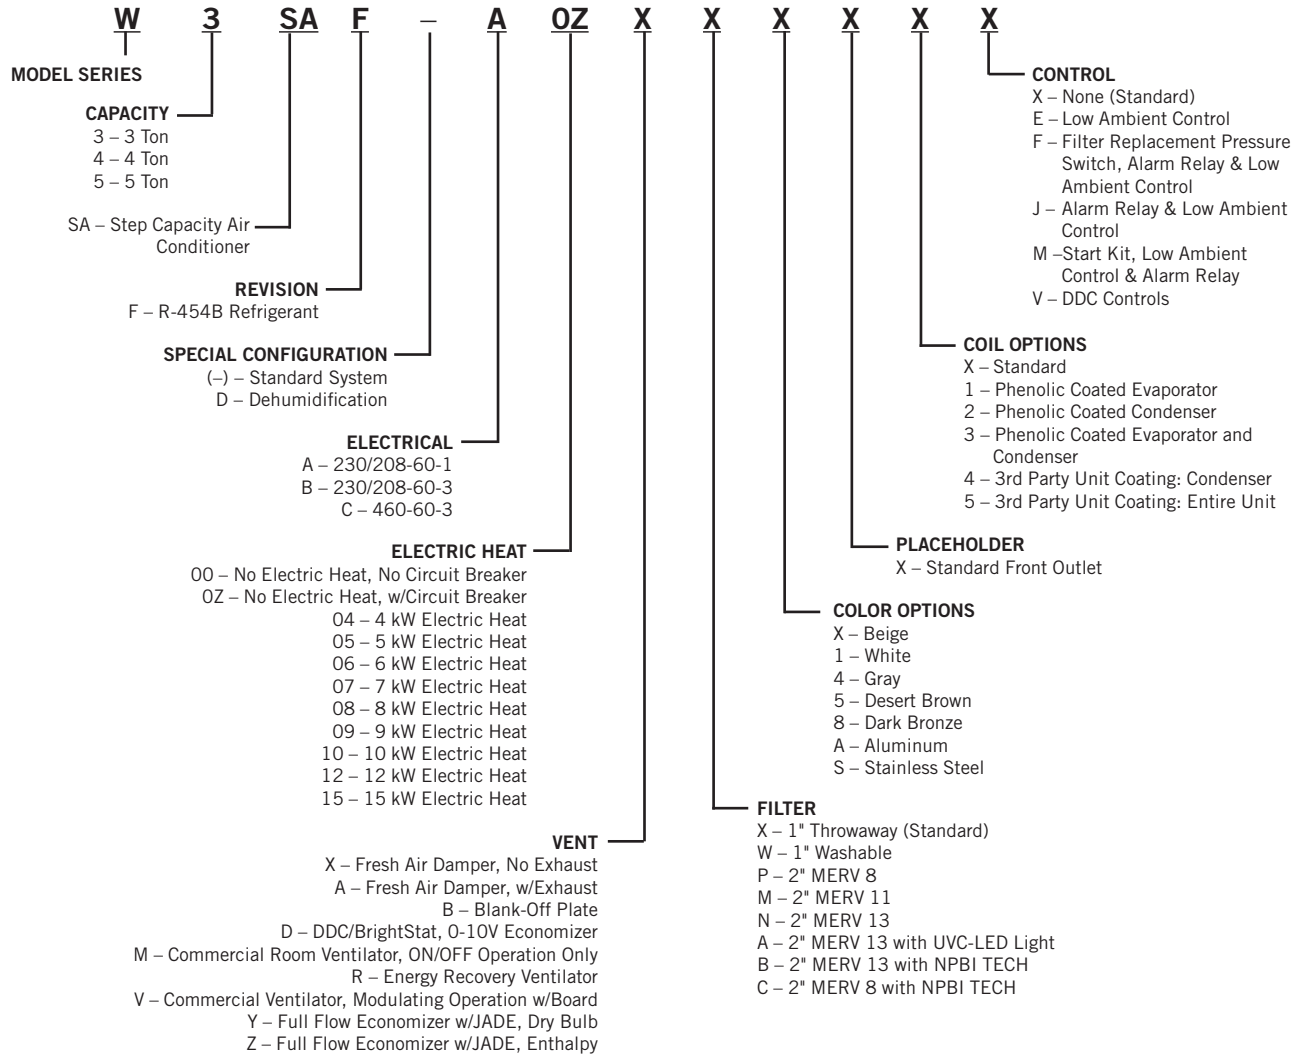 W 3 SA F – A 0Z X X X X X X
MODEL SERIES
CAPACITY
3 – 3 Ton
4 – 4 Ton
5 – 5 Ton
SA – Step Capacity Air
Conditioner
REVISION
F – R-454B Refrigerant
SPECIAL CONFIGURATION
(–) – Standard System
D – Dehumidification
ELECTRICAL
A – 230/208-60-1
B – 230/208-60-3
C – 460-60-3
ELECTRIC HEAT
00 – No Electric Heat, No Circuit Breaker
0Z – No Electric Heat, w/Circuit Breaker
04 – 4 kW Electric Heat
05 – 5 kW Electric Heat
06 – 6 kW Electric Heat
07 – 7 kW Electric Heat
08 – 8 kW Electric Heat
09 – 9 kW Electric Heat
10 – 10 kW Electric Heat
12 – 12 kW Electric Heat
15 – 15 kW Electric Heat
VENT
X – Fresh Air Damper, No Exhaust
A – Fresh Air Damper, w/Exhaust
B – Blank-Off Plate
D – DDC/BrightStat, 0-10V Economizer
M – Commercial Room Ventilator, ON/OFF Operation Only
R – Energy Recovery Ventilator
V – Commercial Ventilator, Modulating Operation w/Board
Y – Full Flow Economizer w/JADE, Dry Bulb
Z – Full Flow Economizer w/JADE, Enthalpy
CONTROL
X – None (Standard)
E – Low Ambient Control
F – Filter Replacement Pressure
Switch, Alarm Relay & Low
Ambient Control
J – Alarm Relay & Low Ambient
Control
M –Start Kit, Low Ambient
Control & Alarm Relay
V – DDC Controls
COIL OPTIONS
X – Standard
1 – Phenolic Coated Evaporator
2 – Phenolic Coated Condenser
3 – Phenolic Coated Evaporator and
Condenser
4 – 3rd Party Unit Coating: Condenser
5 – 3rd Party Unit Coating: Entire Unit
PLACEHOLDER
X – Standard Front Outlet
COLOR OPTIONS
X – Beige
1 – White
4 – Gray
5 – Desert Brown
8 – Dark Bronze
A – Aluminum
S – Stainless Steel
FILTER
X – 1" Throwaway (Standard)
W – 1" Washable
P – 2" MERV 8
M – 2" MERV 11
N – 2" MERV 13
A – 2" MERV 13 with UVC-LED Light
B – 2" MERV 13 with NPBI TECH
C – 2" MERV 8 with NPBI TECH